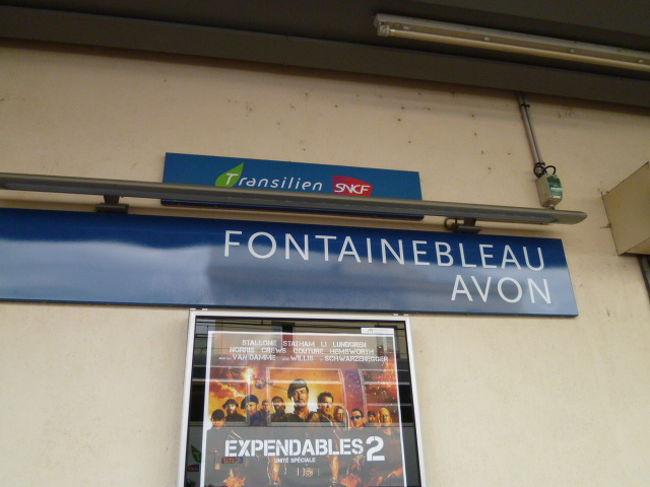 Transilien SNCF
FONTAINEBLEAU
AVON
STALLONE STATHAM LI LUNDGREN
NORRIS CREWS COUTURE HEMSWORTH
VAN DAMME WILLIS SCHWARZENEGGER
EXPENDABLES 2
UNITÉ SPÉCIALE